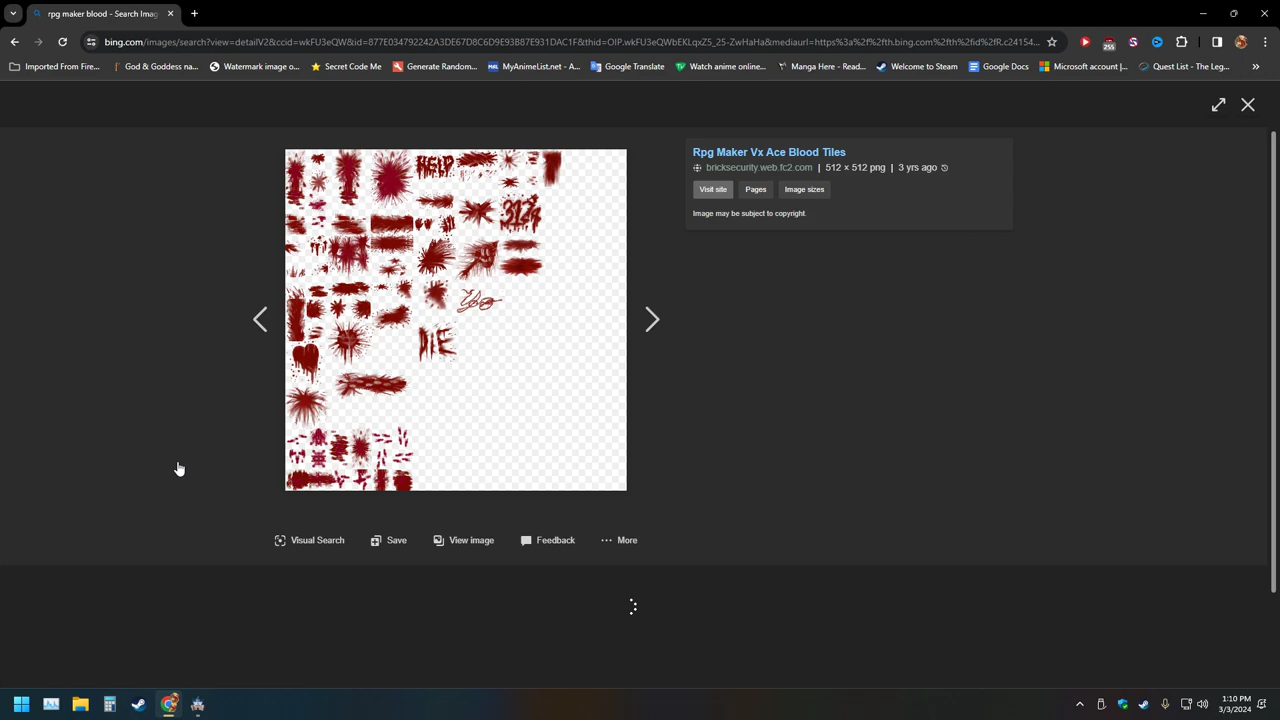 rpg maker blood - Search Imag
bing.com/images/search?view=detailV2&ccid=wkFU3eQW&id=877E034792242A3DE67D8C6D9E93B87E931DAC1F&thid=OIP.wkFU3eQWbEKLqxZ5_25-ZwHaHa&mediaurl=https%3a%2f%2fth.bing.com%2fth%2fid%2fR.c24154...
255
Imported From Fire... God & Goddess na... Watermark image o... Secret Code Me Generate Random... MyAnimeList.net - A... Google Translate Watch anime online... Manga Here - Read... Welcome to Steam Google Docs Microsoft account |... Quest List - The Leg...
Rpg Maker Vx Ace Blood Tiles
bricksecurity.web.fc2.com | 512 × 512 png | 3 yrs ago
Visit site Pages Image sizes
Image may be subject to copyright.
HELP
DIE
Visual Search Save View image Feedback More
1:10 PM
3/3/2024